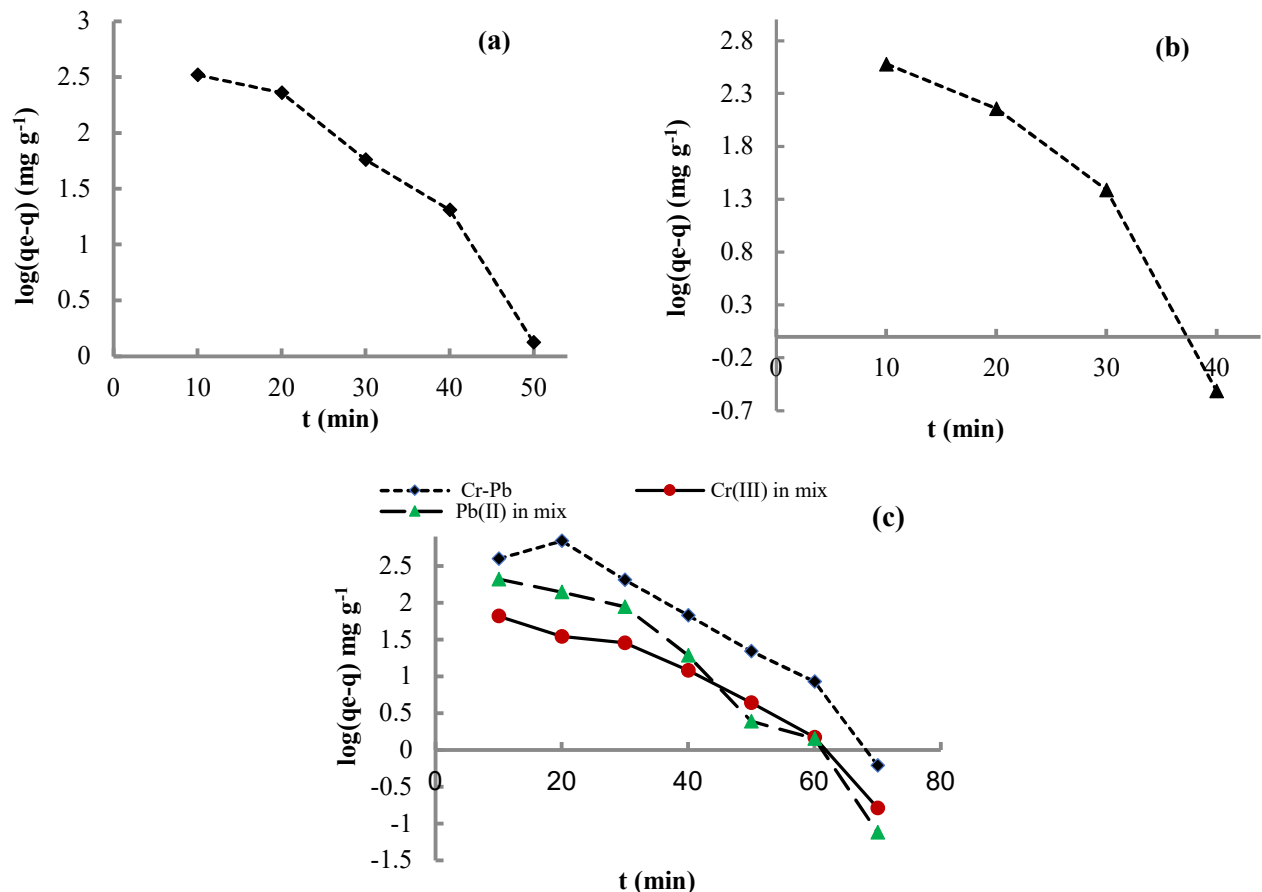 (a)
log(qe-q) (mg g-1)
3
2.5
2
1.5
1
0.5
0
0 10 20 30 40 50
t (min)
(b)
log(qe-q) (mg g-1)
2.8
2.3
1.8
1.3
0.8
0.3
-0.2
-0.7
0 10 20 30 40
t (min)
Cr-Pb Cr(III) in mix
Pb(II) in mix
(c)
log(qe-q) mg g-1
2.5
2
1.5
1
0.5
0
-0.5
-1
-1.5
0 20 40 60 80
t (min)